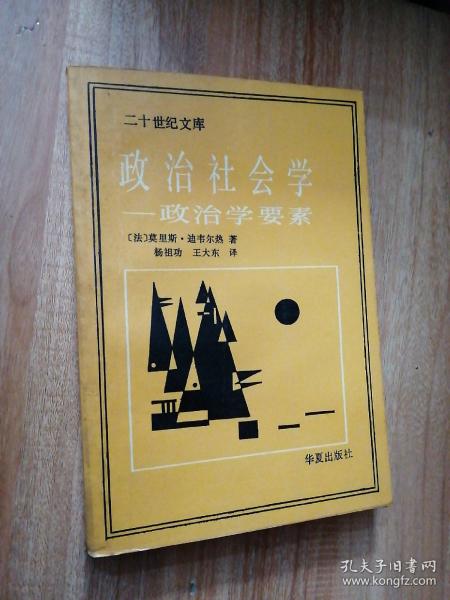 二十世纪文库
政治社会学
—政治学要素
〔法〕莫里斯·迪韦尔热 著
杨祖功 王大东 译
华夏出版社
孔夫子旧书网
www.kongfz.com